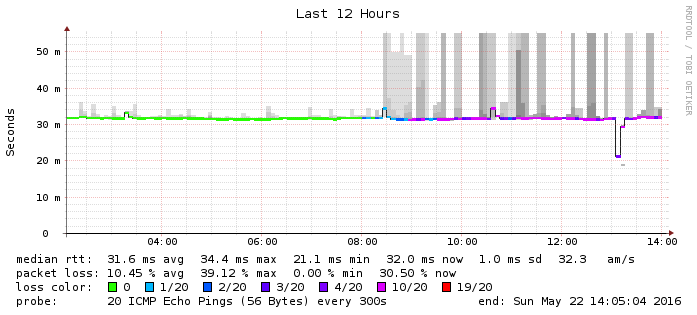 Last 12 Hours
RRDTOOL / TOBI OETIKER
Seconds
50 m
40 m
30 m
20 m
10 m
0
04:00 06:00 08:00 10:00 12:00 14:00
median rtt: 31.6 ms avg 34.4 ms max 21.1 ms min 32.0 ms now 1.0 ms sd 32.3 am/s
packet loss: 10.45 % avg 39.12 % max 0.00 % min 30.50 % now
loss color: 0 1/20 2/20 3/20 4/20 10/20 19/20
probe: 20 ICMP Echo Pings (56 Bytes) every 300s end: Sun May 22 14:05:04 2016